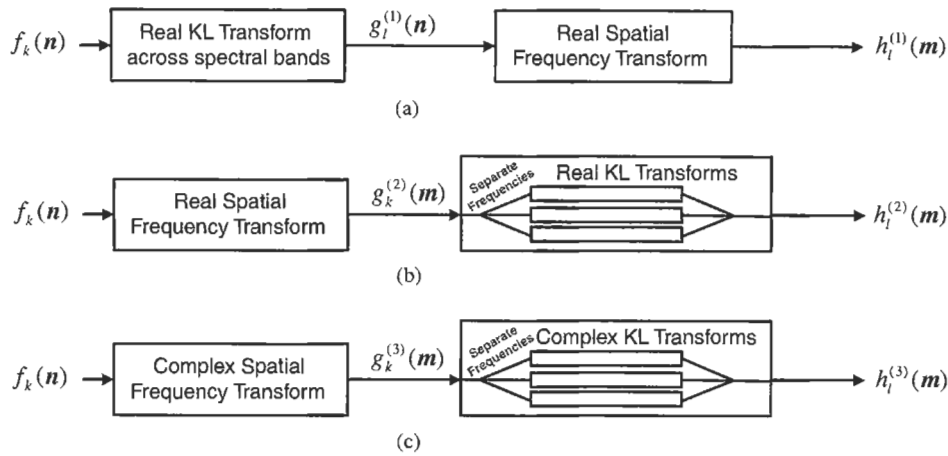 f_k(n)
Real KL Transform
across spectral bands
g_l^{(1)}(n)
Real Spatial
Frequency Transform
h_l^{(1)}(m)
(a)
f_k(n)
Real Spatial
Frequency Transform
g_k^{(2)}(m)
Separate
Frequencies
Real KL Transforms
h_l^{(2)}(m)
(b)
f_k(n)
Complex Spatial
Frequency Transform
g_k^{(3)}(m)
Separate
Frequencies
Complex KL Transforms
h_l^{(3)}(m)
(c)